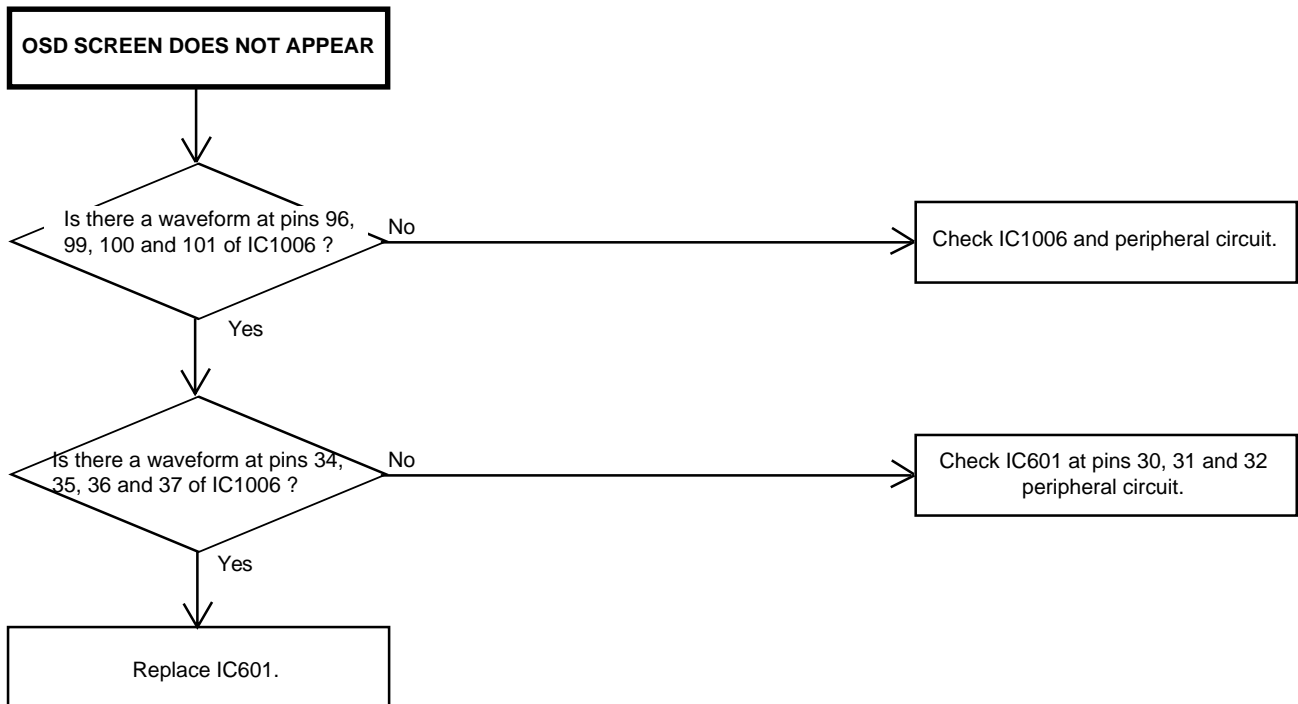 OSD SCREEN DOES NOT APPEAR
Is there a waveform at pins 96,
99, 100 and 101 of IC1006 ?
No
Check IC1006 and peripheral circuit.
Yes
Is there a waveform at pins 34,
35, 36 and 37 of IC1006 ?
No
Check IC601 at pins 30, 31 and 32
peripheral circuit.
Yes
Replace IC601.